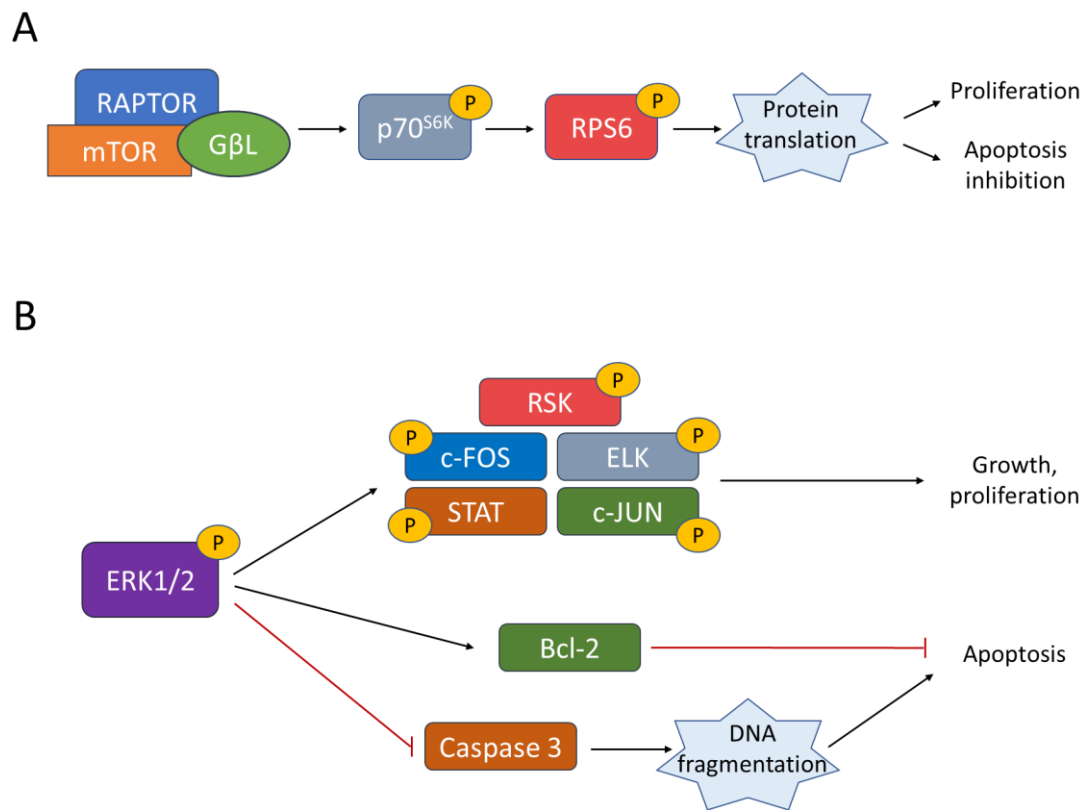 A
RAPTOR
mTOR
GβL
p70S6K
P
RPS6
P
Protein
translation
Proliferation
Apoptosis
inhibition
B
RSK
P
P
c-FOS
ELK
P
STAT
P
c-JUN
P
Growth,
proliferation
ERK1/2
P
Bcl-2
Apoptosis
Caspase 3
DNA
fragmentation